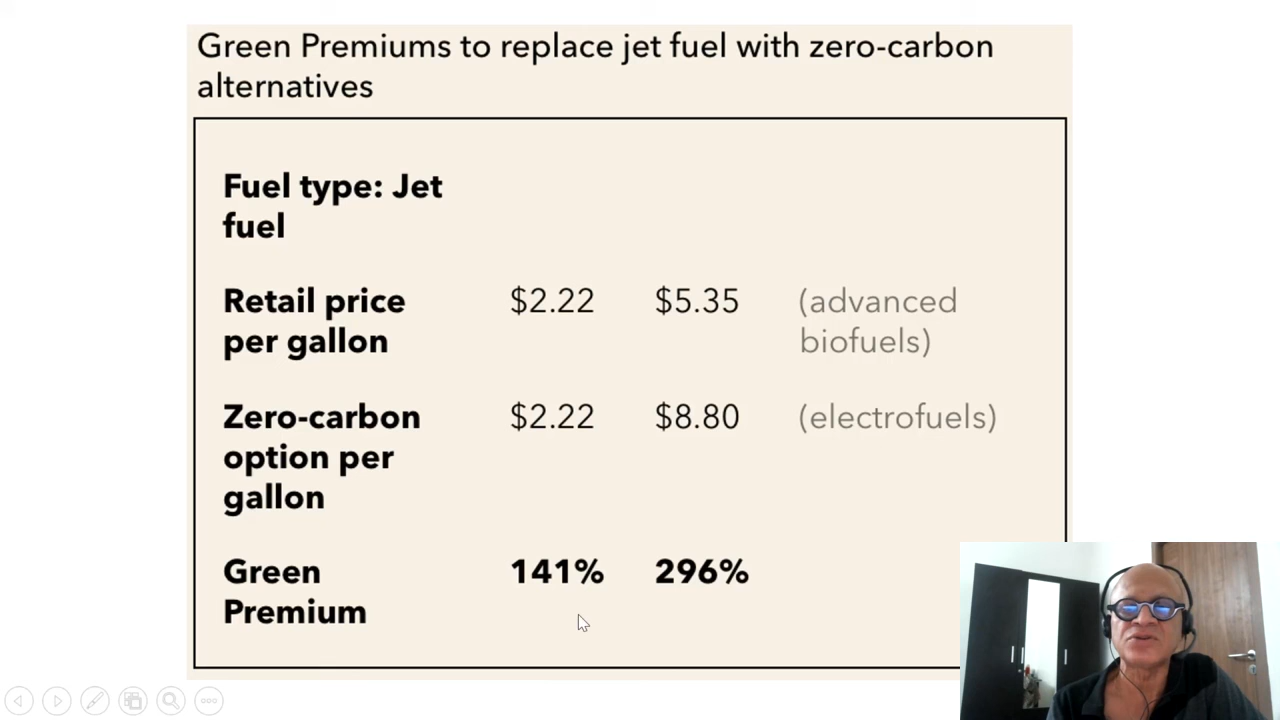 Green Premiums to replace jet fuel with zero-carbon
alternatives
Fuel type: Jet
fuel
Retail price
per gallon
$2.22 $5.35 (advanced
biofuels)
Zero-carbon
option per
gallon
$2.22 $8.80 (electrofuels)
Green
Premium
141% 296%